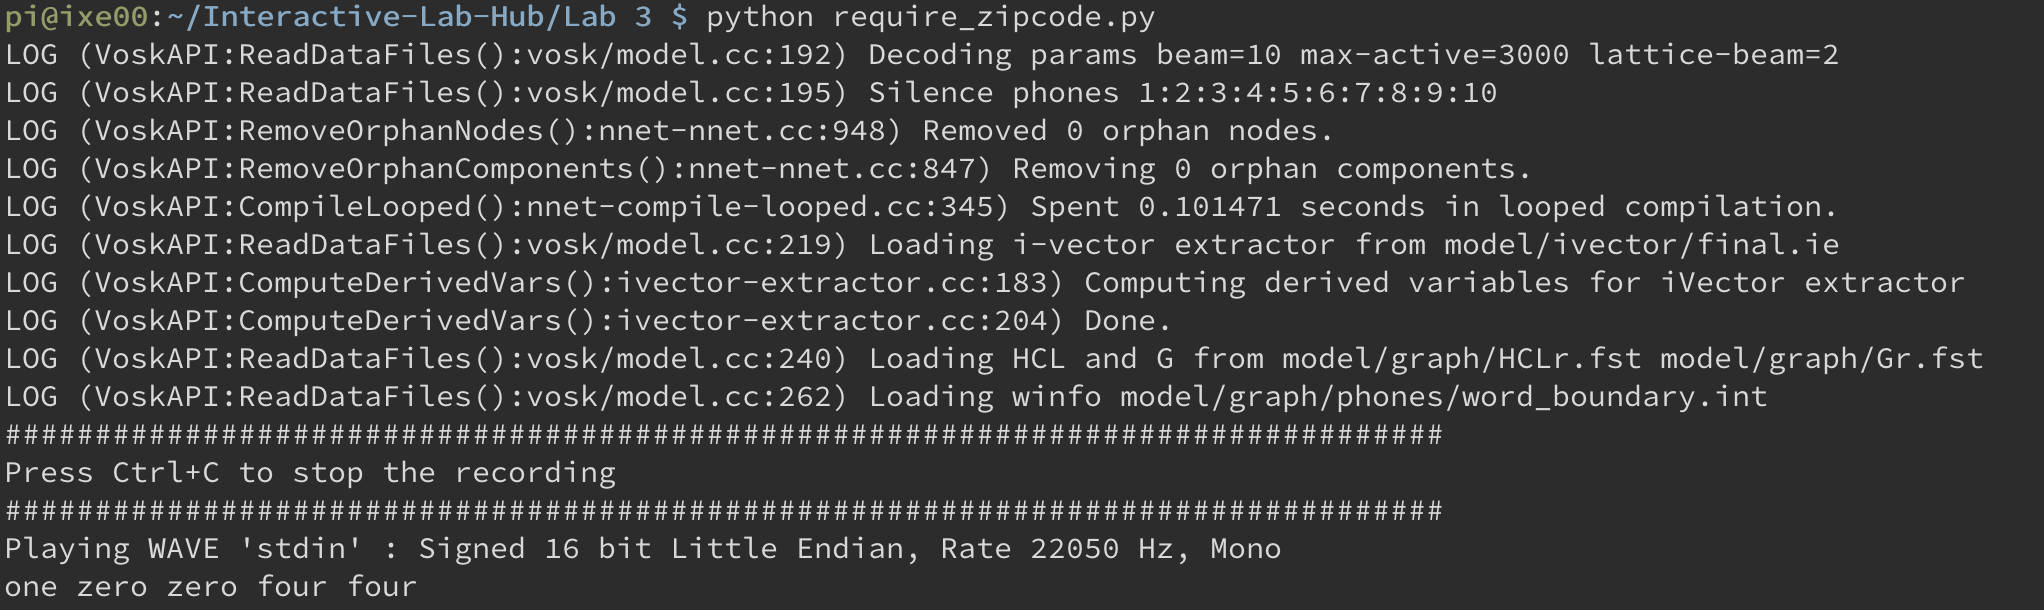 pi@ixe00:~/Interactive-Lab-Hub/Lab 3 $ python require_zipcode.py
LOG (VoskAPI:ReadDataFiles():vosk/model.cc:192) Decoding params beam=10 max-active=3000 lattice-beam=2
LOG (VoskAPI:ReadDataFiles():vosk/model.cc:195) Silence phones 1:2:3:4:5:6:7:8:9:10
LOG (VoskAPI:RemoveOrphanNodes():nnet-nnet.cc:948) Removed 0 orphan nodes.
LOG (VoskAPI:RemoveOrphanComponents():nnet-nnet.cc:847) Removing 0 orphan components.
LOG (VoskAPI:CompileLooped():nnet-compile-looped.cc:345) Spent 0.101471 seconds in looped compilation.
LOG (VoskAPI:ReadDataFiles():vosk/model.cc:219) Loading i-vector extractor from model/ivector/final.ie
LOG (VoskAPI:ComputeDerivedVars():ivector-extractor.cc:183) Computing derived variables for iVector extractor
LOG (VoskAPI:ComputeDerivedVars():ivector-extractor.cc:204) Done.
LOG (VoskAPI:ReadDataFiles():vosk/model.cc:240) Loading HCL and G from model/graph/HCLr.fst model/graph/Gr.fst
LOG (VoskAPI:ReadDataFiles():vosk/model.cc:262) Loading winfo model/graph/phones/word_boundary.int
################################################################################
Press Ctrl+C to stop the recording
################################################################################
Playing WAVE 'stdin' : Signed 16 bit Little Endian, Rate 22050 Hz, Mono
one zero zero four four